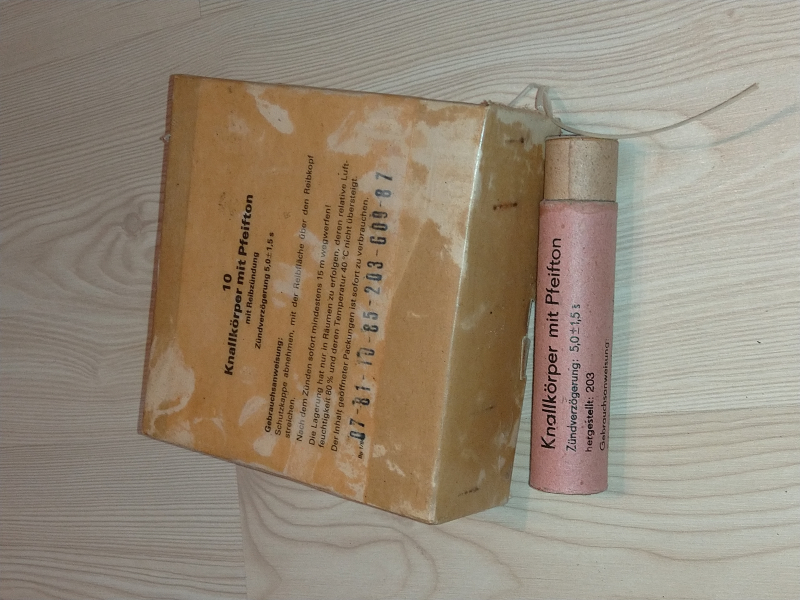 10
Knallkörper mit Pfeifton
mit Reibzündung
Zündverzögerung 5,0 ± 1,5 s
Gebrauchsanweisung:
Schutzkappe abnehmen, mit der Reibfläche über den Reibkopf
streichen.
Nach dem Zünden sofort mindestens 15 m wegwerfen!
Die Lagerung hat nur in Räumen zu erfolgen, deren relative Luft-
feuchtigkeit 80 % und deren Temperatur 40 °C nicht übersteigt.
Der Inhalt geöffneter Packungen ist sofort zu verbrauchen.
07-81-10-85-203-G09-87
Knallkörper mit Pfeifton
Zündverzögerung: 5,0 ± 1,5 s
hergestellt: 203
Gebrauchsanweisung